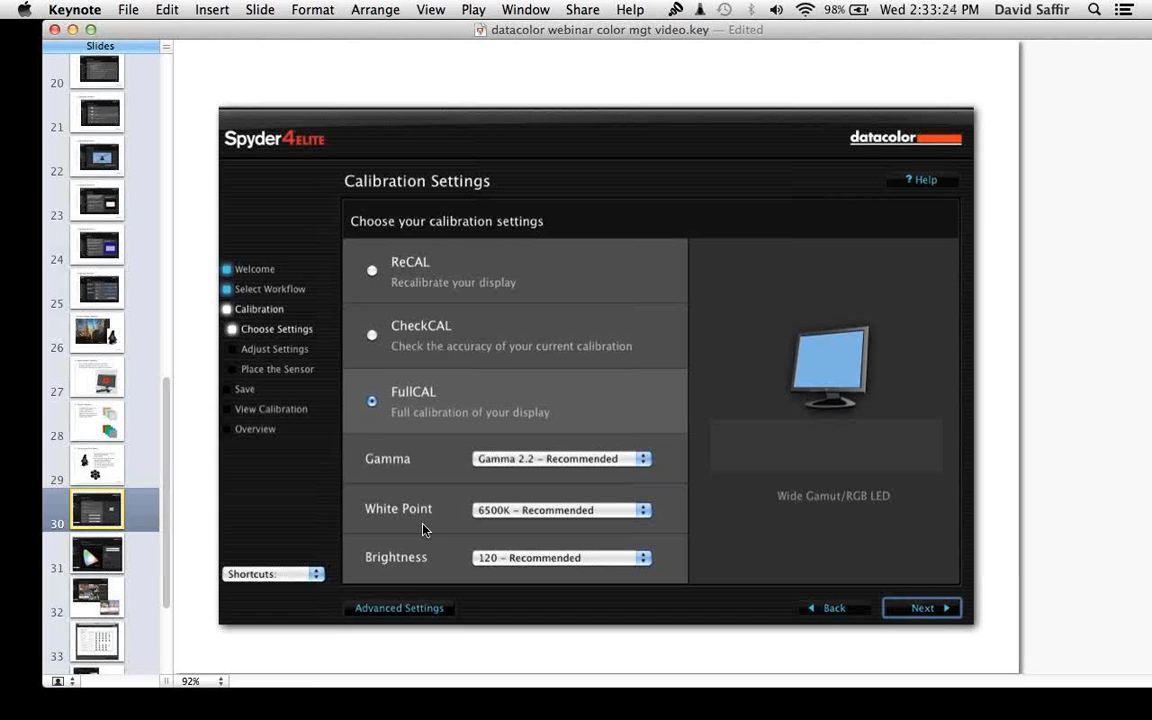 Keynote File Edit Insert Slide Format Arrange View Play Window Share Help 98% Wed 2:33:24 PM David Saffir
datacolor webinar color mgt video.key — Edited
Slides
20
21
22
23
24
25
26
27
28
29
30
31
32
33
92%
Spyder4ELITE
datacolor
Calibration Settings
? Help
Choose your calibration settings
Welcome
Select Workflow
Calibration
Choose Settings
Adjust Settings
Place the Sensor
Save
View Calibration
Overview
Shortcuts:
ReCAL
Recalibrate your display
CheckCAL
Check the accuracy of your current calibration
FullCAL
Full calibration of your display
Gamma Gamma 2.2 – Recommended
White Point 6500K – Recommended
Brightness 120 – Recommended
Wide Gamut/RGB LED
Advanced Settings
Back
Next